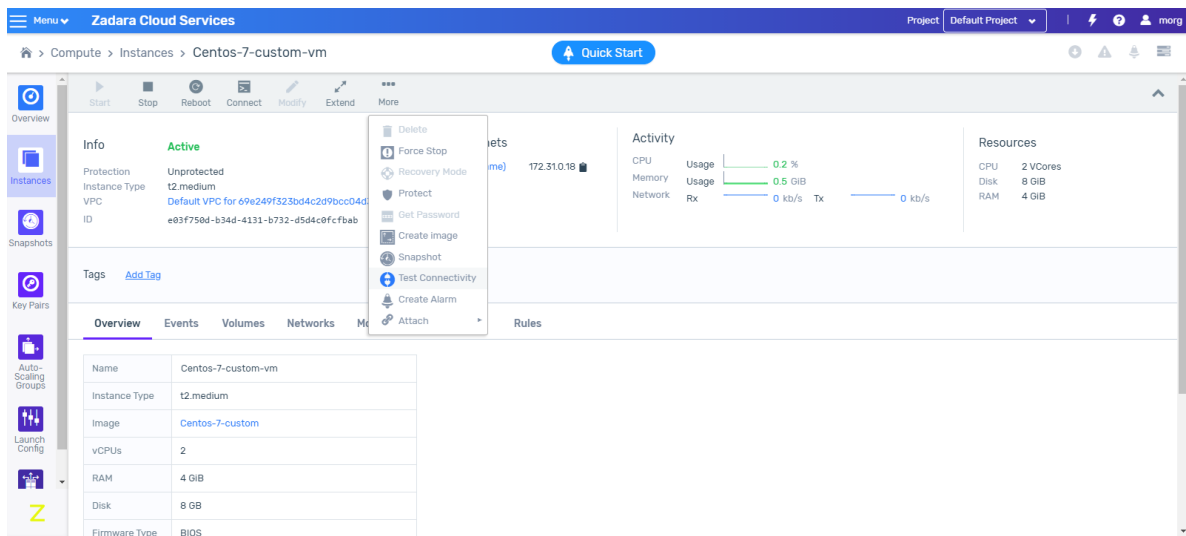 Menu Zadara Cloud Services Project Default Project morg
Compute > Instances > Centos-7-custom-vm Quick Start
Overview
Instances
Snapshots
Key Pairs
Auto-
Scaling
Groups
Launch
Config
Z
Start Stop Reboot Connect Modify Extend More
Delete
Force Stop
Recovery Mode
Protect
Get Password
Create image
Snapshot
Test Connectivity
Create Alarm
Attach
Info Active
Protection Unprotected
Instance Type t2.medium
VPC Default VPC for 69e249f323bd4c2d9bcc04d
ID e03f750d-b34d-4131-b732-d5d4c0fcfbab
ets
me) 172.31.0.18
Activity
CPU Usage 0.2 %
Memory Usage 0.5 GiB
Network Rx 0 kb/s Tx 0 kb/s
Resources
CPU 2 VCores
Disk 8 GiB
RAM 4 GiB
Tags Add Tag
Overview Events Volumes Networks Mo Rules
Name Centos-7-custom-vm
Instance Type t2.medium
Image Centos-7-custom
vCPUs 2
RAM 4 GiB
Disk 8 GB
Firmware Type BIOS